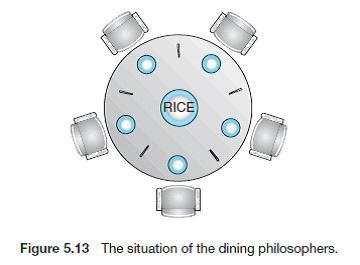 RICE
Figure 5.13 The situation of the dining philosophers.